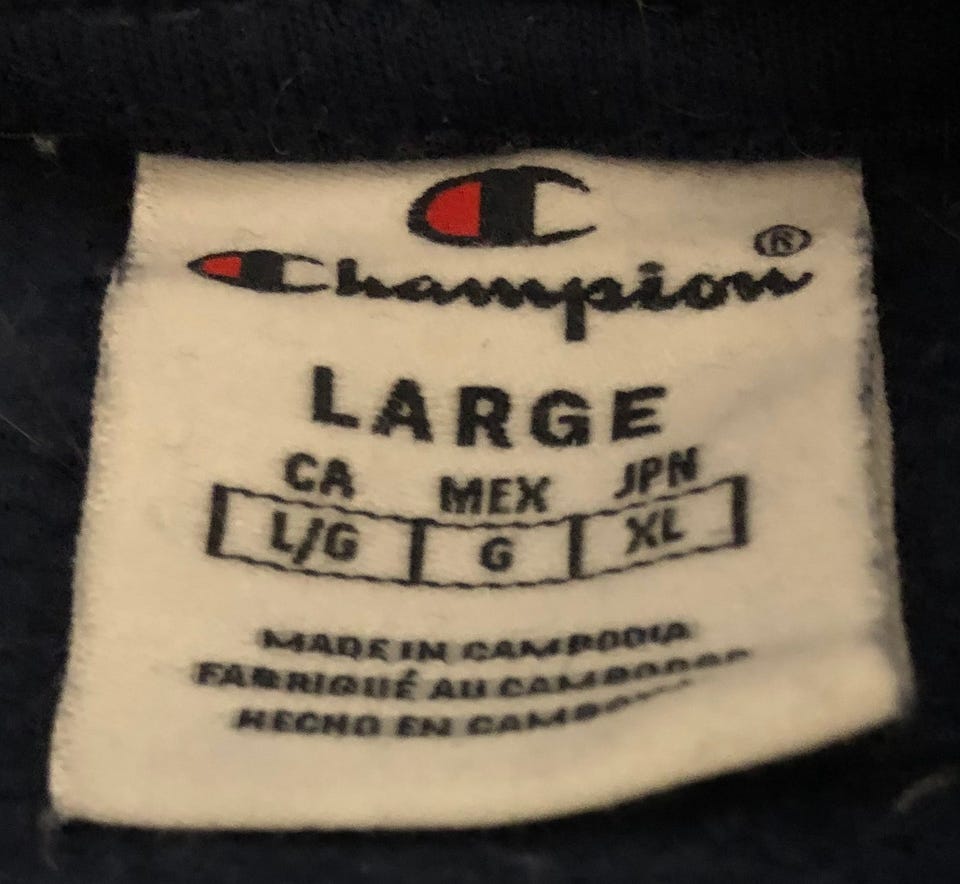 Champion®
LARGE
CA MEX JPN
L/G G XL
MADE IN CAMBODIA
FABRIQUÉ AU
HECHO EN